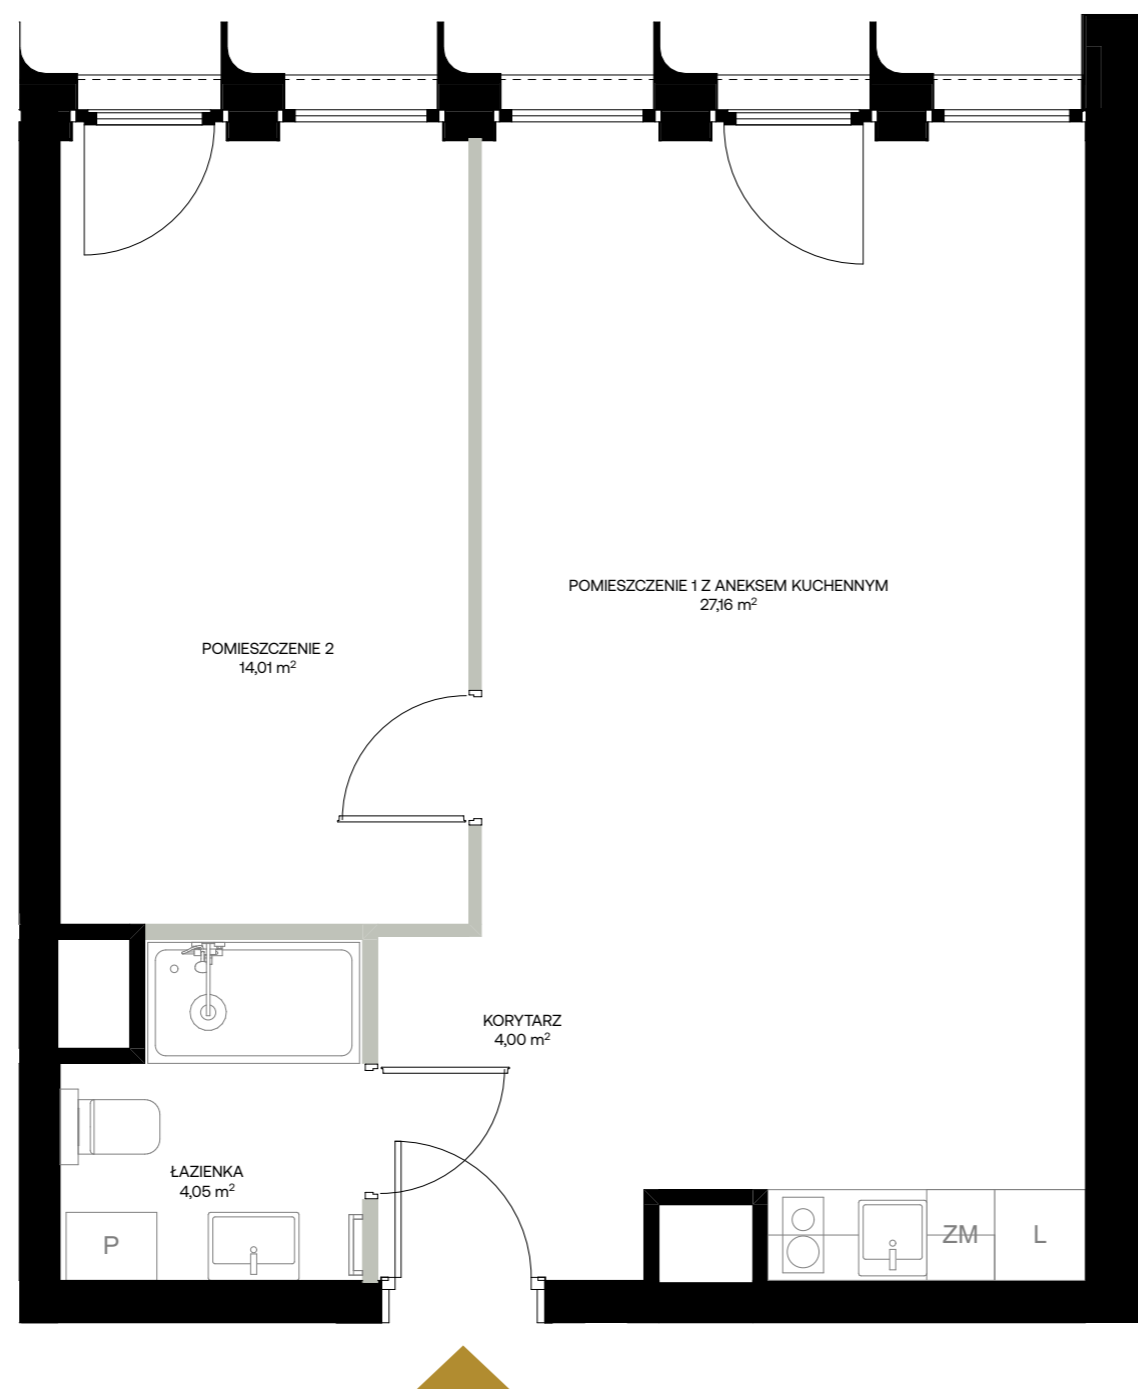 POMIESZCZENIE 1 Z ANEKSEM KUCHENNYM
27,16 m²
POMIESZCZENIE 2
14,01 m²
KORYTARZ
4,00 m²
ŁAZIENKA
4,05 m²
P
ZM
L